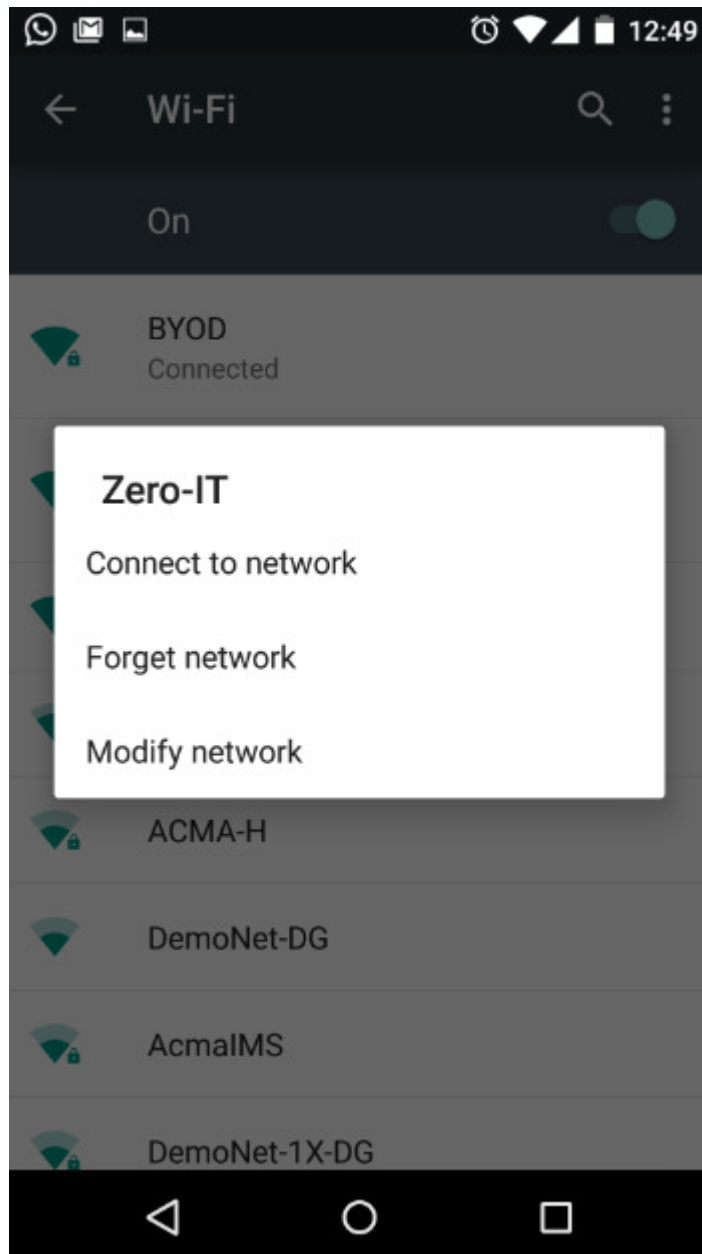 12:49
Wi-Fi
On
BYOD
Connected
Zero-IT
Connect to network
Forget network
Modify network
ACMA-H
DemoNet-DG
AcmaIMS
DemoNet-1X-DG